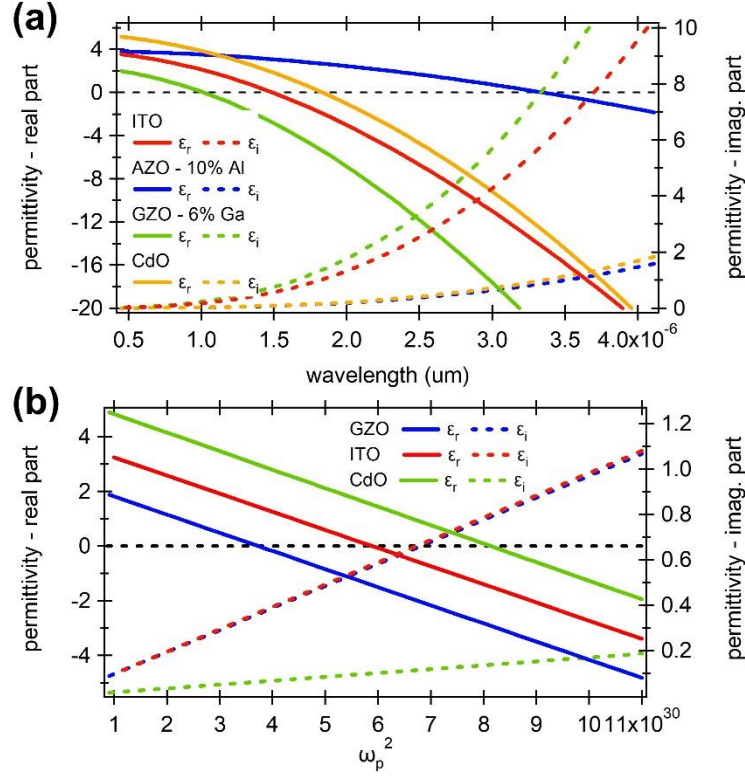 (a)
4
0
-4
-8
-12
-16
-20
permittivity - real part
10
8
6
4
2
0
permittivity - imag. part
ITO
εr εi
AZO - 10% Al
εr εi
GZO - 6% Ga
εr εi
CdO
εr εi
0.5 1.0 1.5 2.0 2.5 3.0 3.5 4.0x10-6
wavelength (um)
(b)
4
2
0
-2
-4
permittivity - real part
1.2
1.0
0.8
0.6
0.4
0.2
permittivity - imag. part
GZO εr εi
ITO εr εi
CdO εr εi
1 2 3 4 5 6 7 8 9 10 11x10^30
ωp^2